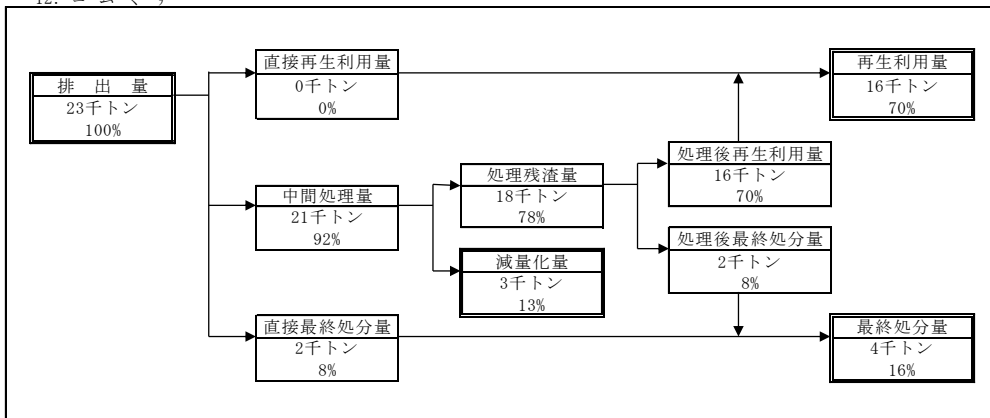 12. ゴ ム く ず
直接再生利用量
0千トン
0%
再生利用量
16千トン
70%
排　出　量
23千トン
100%
処理後再生利用量
16千トン
70%
処理残渣量
18千トン
78%
中間処理量
21千トン
92%
処理後最終処分量
2千トン
8%
減量化量
3千トン
13%
直接最終処分量
2千トン
8%
最終処分量
4千トン
16%